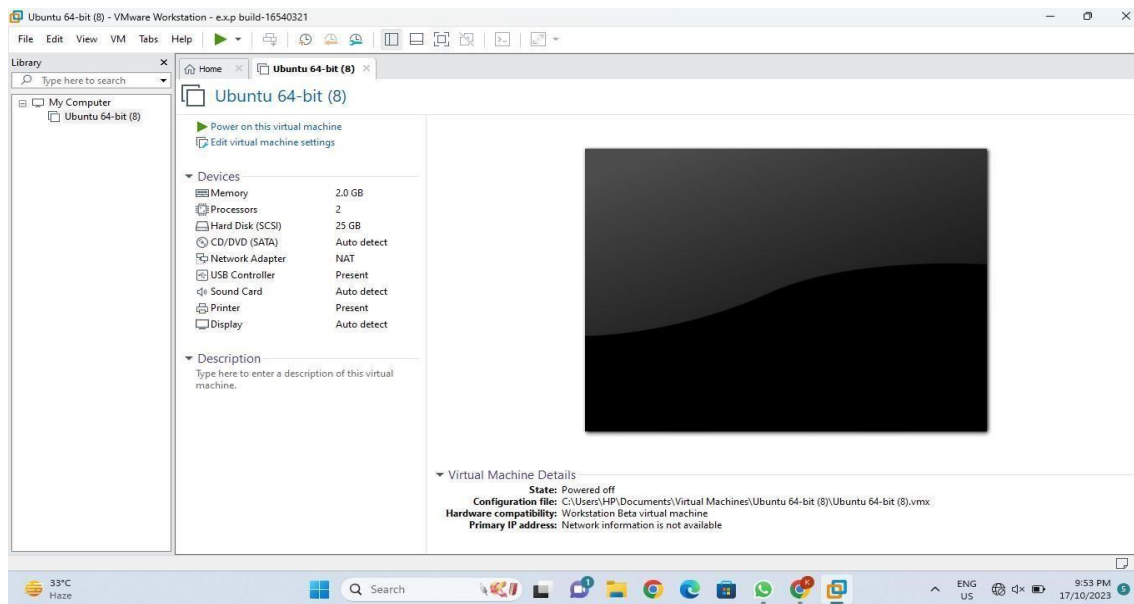 Ubuntu 64-bit (8) - VMware Workstation - e.x.p build-16540321
File Edit View VM Tabs Help
Library
Type here to search
My Computer
Ubuntu 64-bit (8)
Home
Ubuntu 64-bit (8)
Ubuntu 64-bit (8)
Power on this virtual machine
Edit virtual machine settings
Devices
Memory 2.0 GB
Processors 2
Hard Disk (SCSI) 25 GB
CD/DVD (SATA) Auto detect
Network Adapter NAT
USB Controller Present
Sound Card Auto detect
Printer Present
Display Auto detect
Description
Type here to enter a description of this virtual
machine.
Virtual Machine Details
State: Powered off
Configuration file: C:\Users\HP\Documents\Virtual Machines\Ubuntu 64-bit (8)\Ubuntu 64-bit (8).vmx
Hardware compatibility: Workstation Beta virtual machine
Primary IP address: Network information is not available
33°C
Haze
Search
ENG
US
9:53 PM
17/10/2023
5